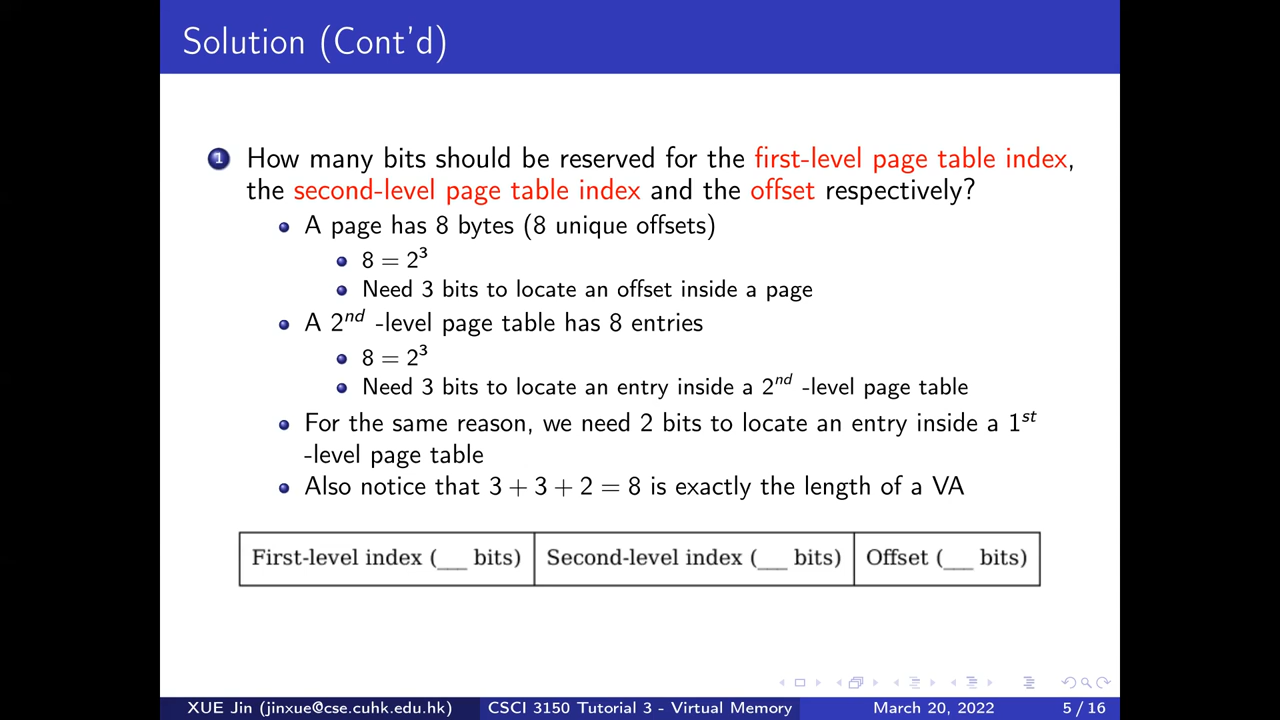 Solution (Cont'd)
1 How many bits should be reserved for the first-level page table index,
the second-level page table index and the offset respectively?
A page has 8 bytes (8 unique offsets)
8 = 2³
Need 3 bits to locate an offset inside a page
A 2ⁿᵈ -level page table has 8 entries
8 = 2³
Need 3 bits to locate an entry inside a 2ⁿᵈ -level page table
For the same reason, we need 2 bits to locate an entry inside a 1ˢᵗ
-level page table
Also notice that 3 + 3 + 2 = 8 is exactly the length of a VA
First-level index (___ bits) Second-level index (___ bits) Offset (___ bits)
XUE Jin (jinxue@cse.cuhk.edu.hk) CSCI 3150 Tutorial 3 - Virtual Memory March 20, 2022 5 / 16